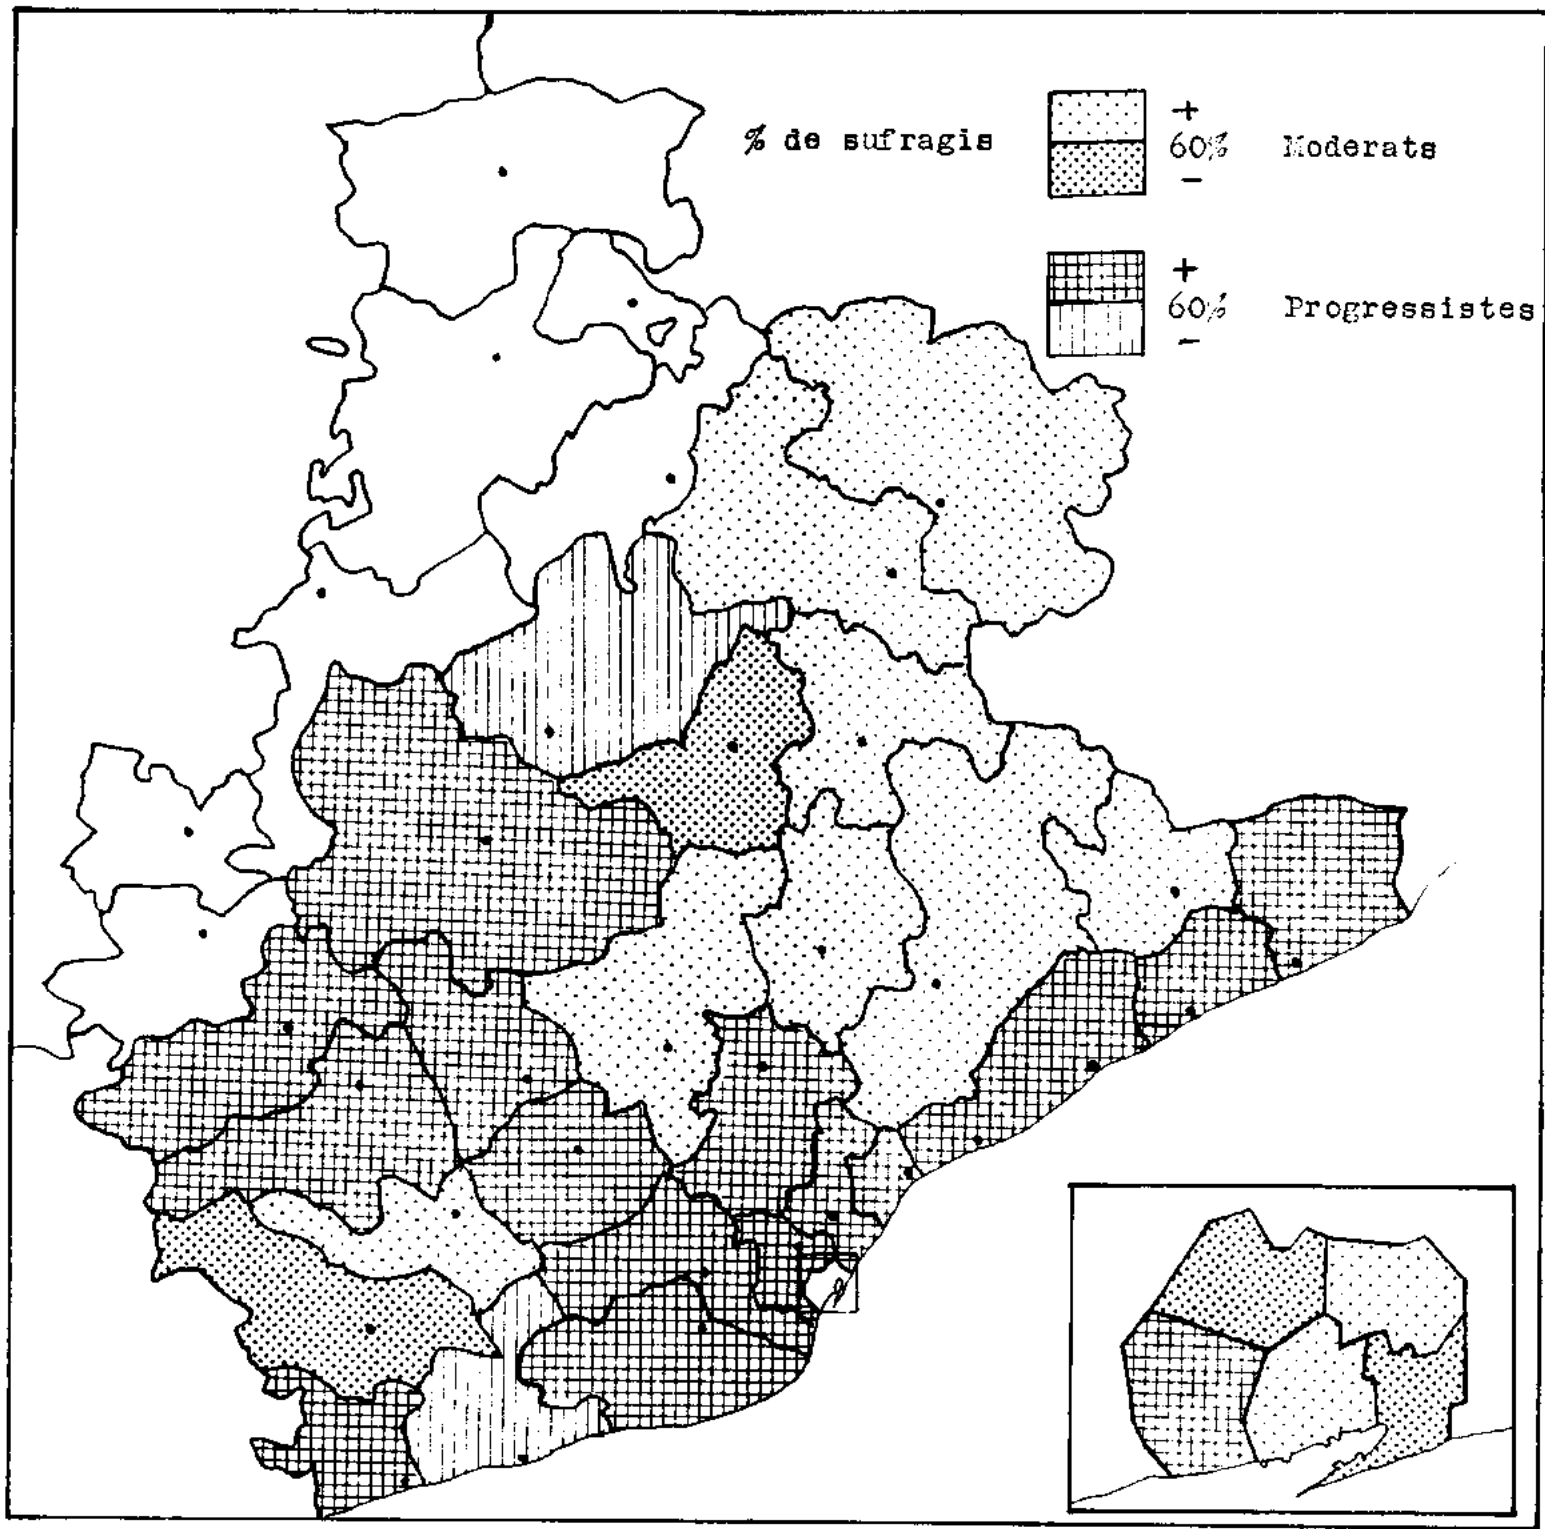 % de sufragis
+
60% Moderats
-
+
60% Progressistes
-